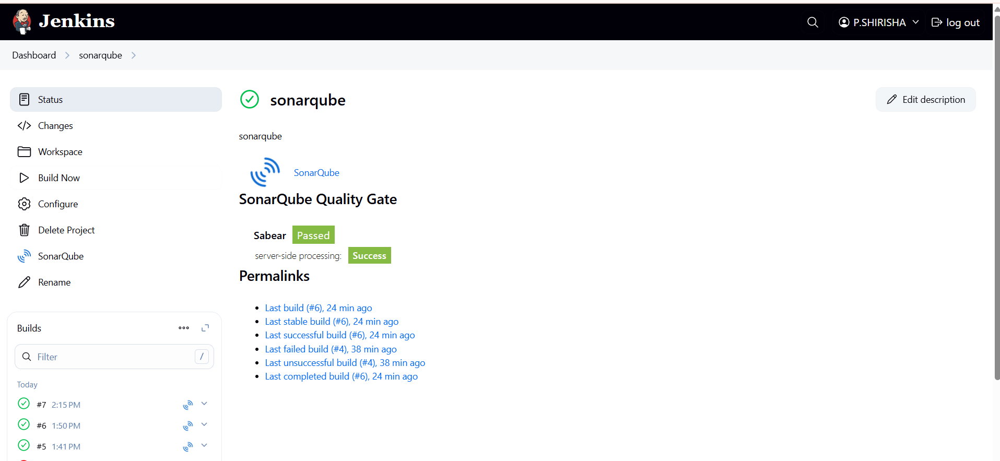 Jenkins
P.SHIRISHA
log out
Dashboard
sonarqube
Status
Changes
Workspace
Build Now
Configure
Delete Project
SonarQube
Rename
Builds
Filter
/
Today
#7 2:15 PM
#6 1:50 PM
#5 1:41 PM
sonarqube
Edit description
sonarqube
SonarQube
SonarQube Quality Gate
Sabear Passed
server-side processing: Success
Permalinks
Last build (#6), 24 min ago
Last stable build (#6), 24 min ago
Last successful build (#6), 24 min ago
Last failed build (#4), 38 min ago
Last unsuccessful build (#4), 38 min ago
Last completed build (#6), 24 min ago